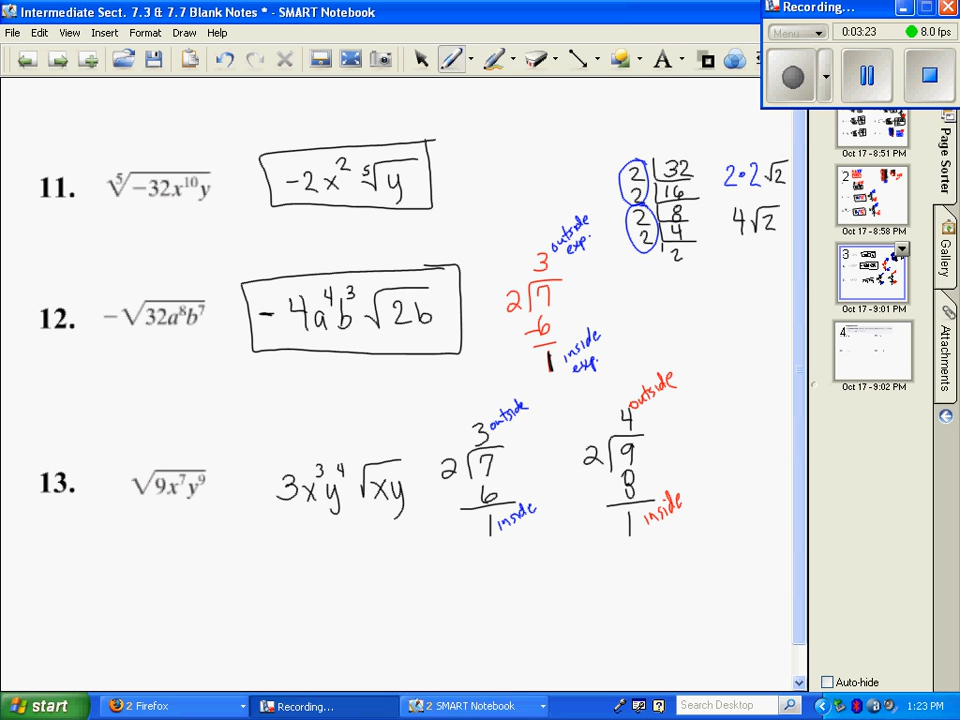 Intermediate Sect. 7.3 & 7.7 Blank Notes * - SMART Notebook
Recording...
File Edit View Insert Format Draw Help
Menu
0:03:23
8.0 fps
11. ⁵√-32x¹⁰y
-2x² ⁵√y
2 32
2 16
2 8
2 4
2
2•2√2
4√2
12. -√32a⁸b⁷
-4a⁴b³√2b
3 outside exp.
2 7
-6
1 inside exp.
13. √9x⁷y⁹
3x³y⁴ √xy
3 outside
2 7
6
1 inside
4 outside
2 9
8
1 inside
Oct 17 - 8:51 PM
2
Oct 17 - 8:58 PM
3
Oct 17 - 9:01 PM
4
Oct 17 - 9:02 PM
Page Sorter
Gallery
Attachments
Auto-hide
start
2 Firefox
Recording...
2 SMART Notebook
Search Desktop
1:23 PM